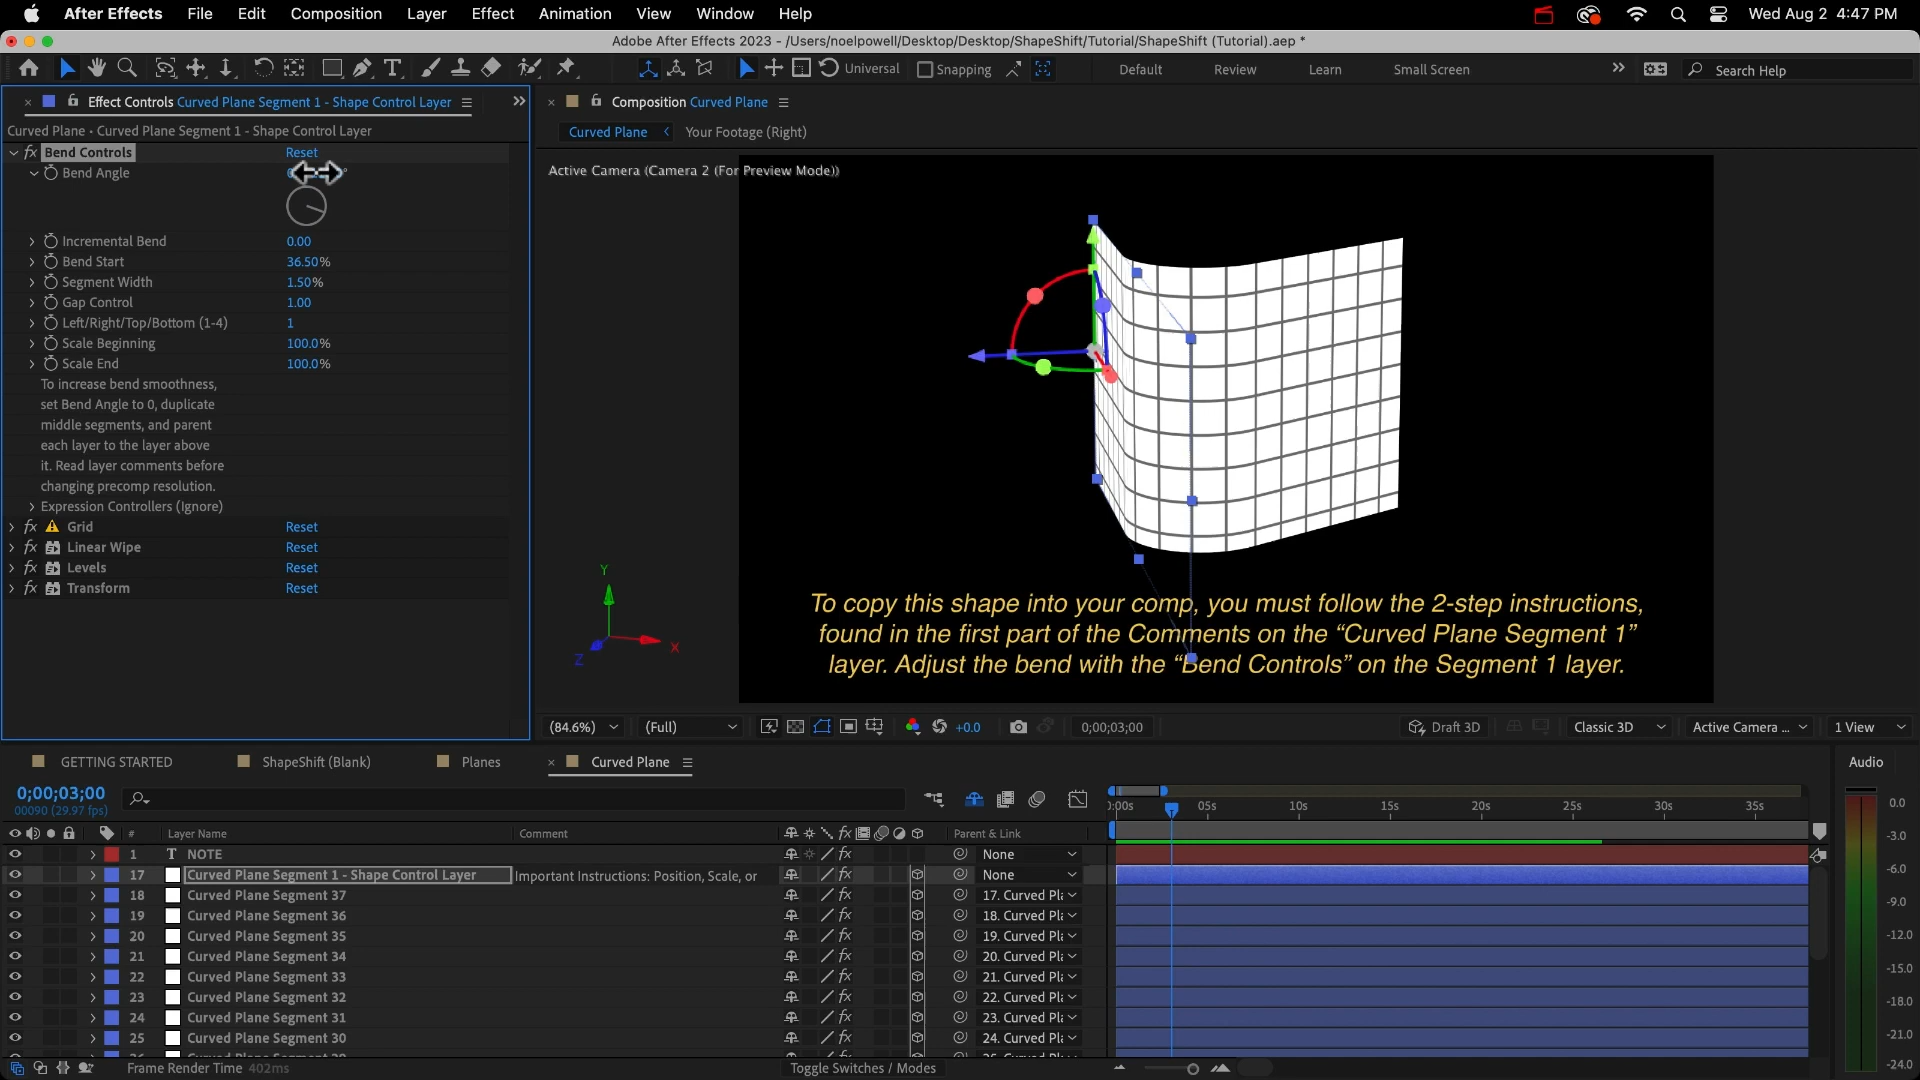 After Effects File Edit Composition Layer Effect Animation View Window Help Wed Aug 2 4:47 PM
Adobe After Effects 2023 - /Users/noelpowell/Desktop/Desktop/ShapeShift/Tutorial/ShapeShift (Tutorial).aep *
Universal Snapping Default Review Learn Small Screen Search Help
Effect Controls Curved Plane Segment 1 - Shape Control Layer
Composition Curved Plane
Curved Plane • Curved Plane Segment 1 - Shape Control Layer
Curved Plane Your Footage (Right)
fx Bend Controls Reset
Bend Angle
Incremental Bend 0.00
Bend Start 36.50%
Segment Width 1.50%
Gap Control 1.00
Left/Right/Top/Bottom (1-4) 1
Scale Beginning 100.0%
Scale End 100.0%
To increase bend smoothness,
set Bend Angle to 0, duplicate
middle segments, and parent
each layer to the layer above
it. Read layer comments before
changing precomp resolution.
Expression Controllers (Ignore)
fx Grid Reset
fx Linear Wipe Reset
fx Levels Reset
fx Transform Reset
Active Camera (Camera 2 (For Preview Mode))
Y
X
Z
To copy this shape into your comp, you must follow the 2-step instructions,
found in the first part of the Comments on the “Curved Plane Segment 1”
layer. Adjust the bend with the “Bend Controls” on the Segment 1 layer.
(84.6%) (Full) +0.0 0;00;03;00 Draft 3D Classic 3D Active Camera ... 1 View
GETTING STARTED ShapeShift (Blank) Planes Curved Plane Audio
0;00;03;00
00090 (29.97 fps)
:00s 05s 10s 15s 20s 25s 30s 35s
# Layer Name Comment fx Parent & Link
1 T NOTE fx None
17 Curved Plane Segment 1 - Shape Control Layer Important Instructions: Position, Scale, or None
18 Curved Plane Segment 37 fx 17. Curved Pl
19 Curved Plane Segment 36 fx 18. Curved Pl
20 Curved Plane Segment 35 fx 19. Curved Pl
21 Curved Plane Segment 34 fx 20. Curved Pl
22 Curved Plane Segment 33 fx 21. Curved Pl
23 Curved Plane Segment 32 fx 22. Curved Pl
24 Curved Plane Segment 31 fx 23. Curved Pl
25 Curved Plane Segment 30 fx 24. Curved Pl
Frame Render Time 402ms Toggle Switches / Modes
0.0
-3.0
-6.0
-9.0
-12.0
-15.0
-18.0
-21.0
-24.0